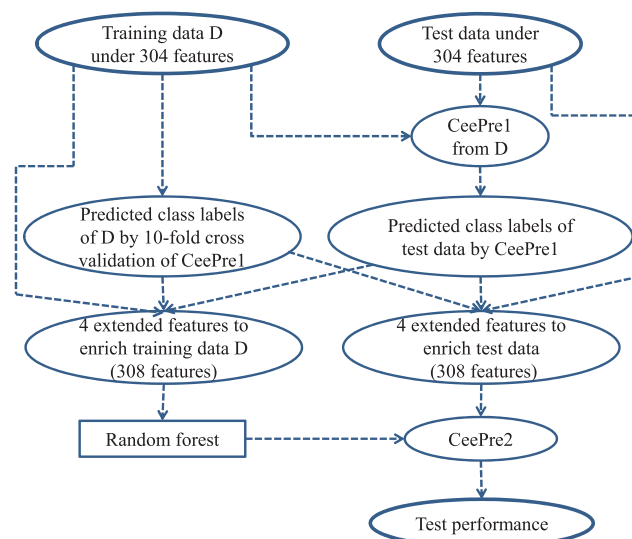 Training data D
under 304 features
Test data under
304 features
CeePre1
from D
Predicted class labels
of D by 10-fold cross
validation of CeePre1
Predicted class labels of
test data by CeePre1
4 extended features to
enrich training data D
(308 features)
4 extended features to
enrich test data
(308 features)
Random forest
CeePre2
Test performance